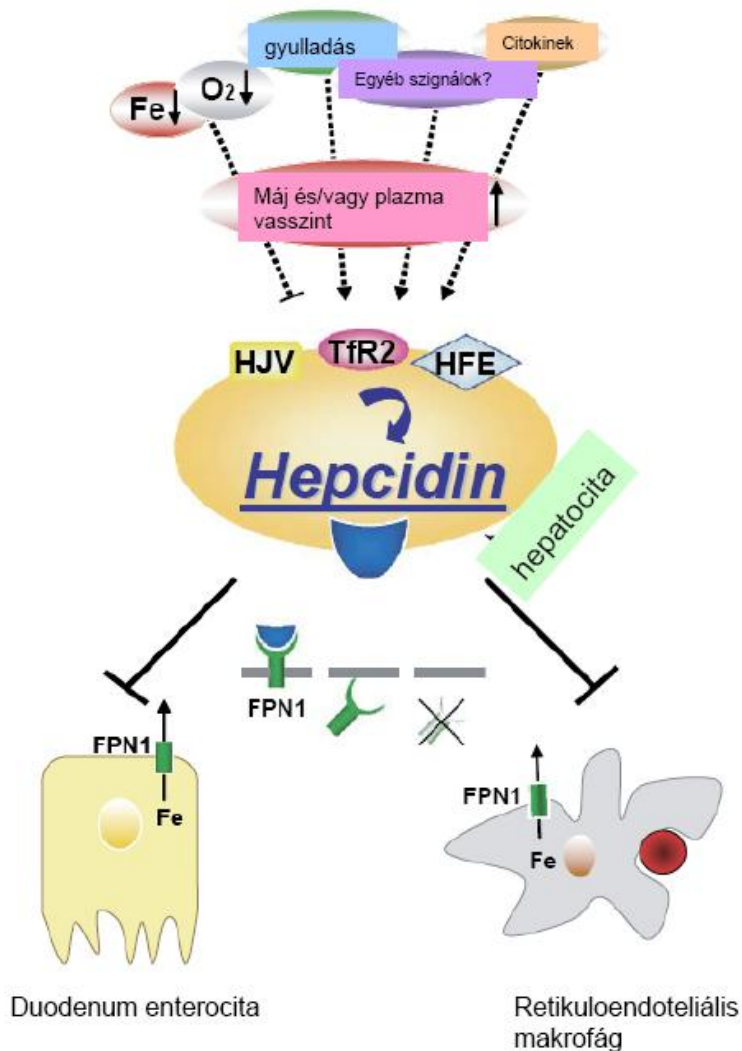 gyulladás
Citokinek
Egyéb szignálok?
O2
Fe
Máj és/vagy plazma
vasszint
HJV
TfR2
HFE
Hepcidin
hepatocita
FPN1
FPN1
Fe
FPN1
Fe
Duodenum enterocita
Retikuloendoteliális
makrofág